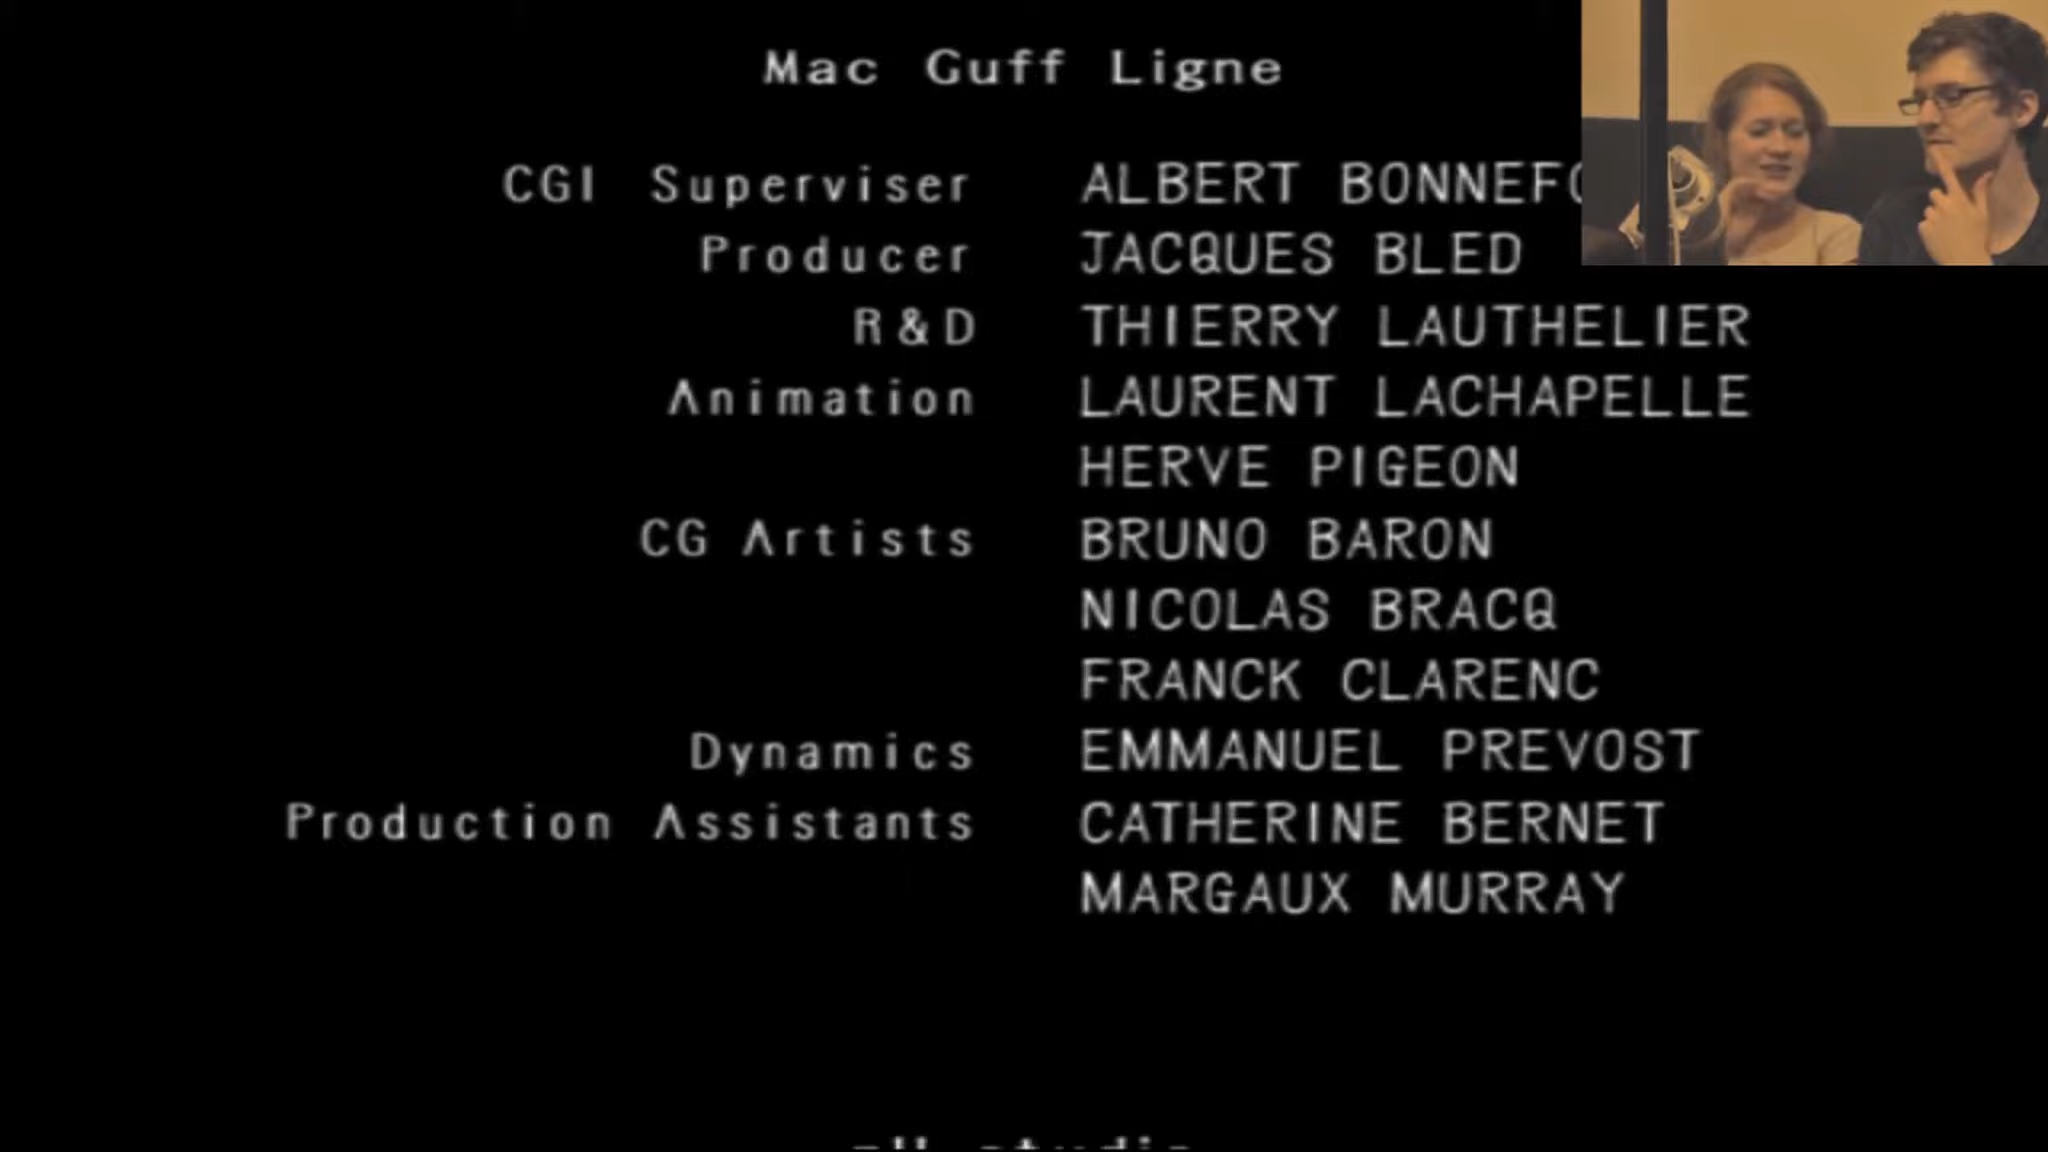 Mac Guff Ligne
CGI Superviser ALBERT
Producer JACQUES BLED
R&D THIERRY LAUTHELIER
Animation LAURENT LACHAPELLE
HERVE PIGEON
CG Artists BRUNO BARON
NICOLAS BRACQ
FRANCK CLARENC
Dynamics EMMANUEL PREVOST
Production Assistants CATHERINE BERNET
MARGAUX MURRAY